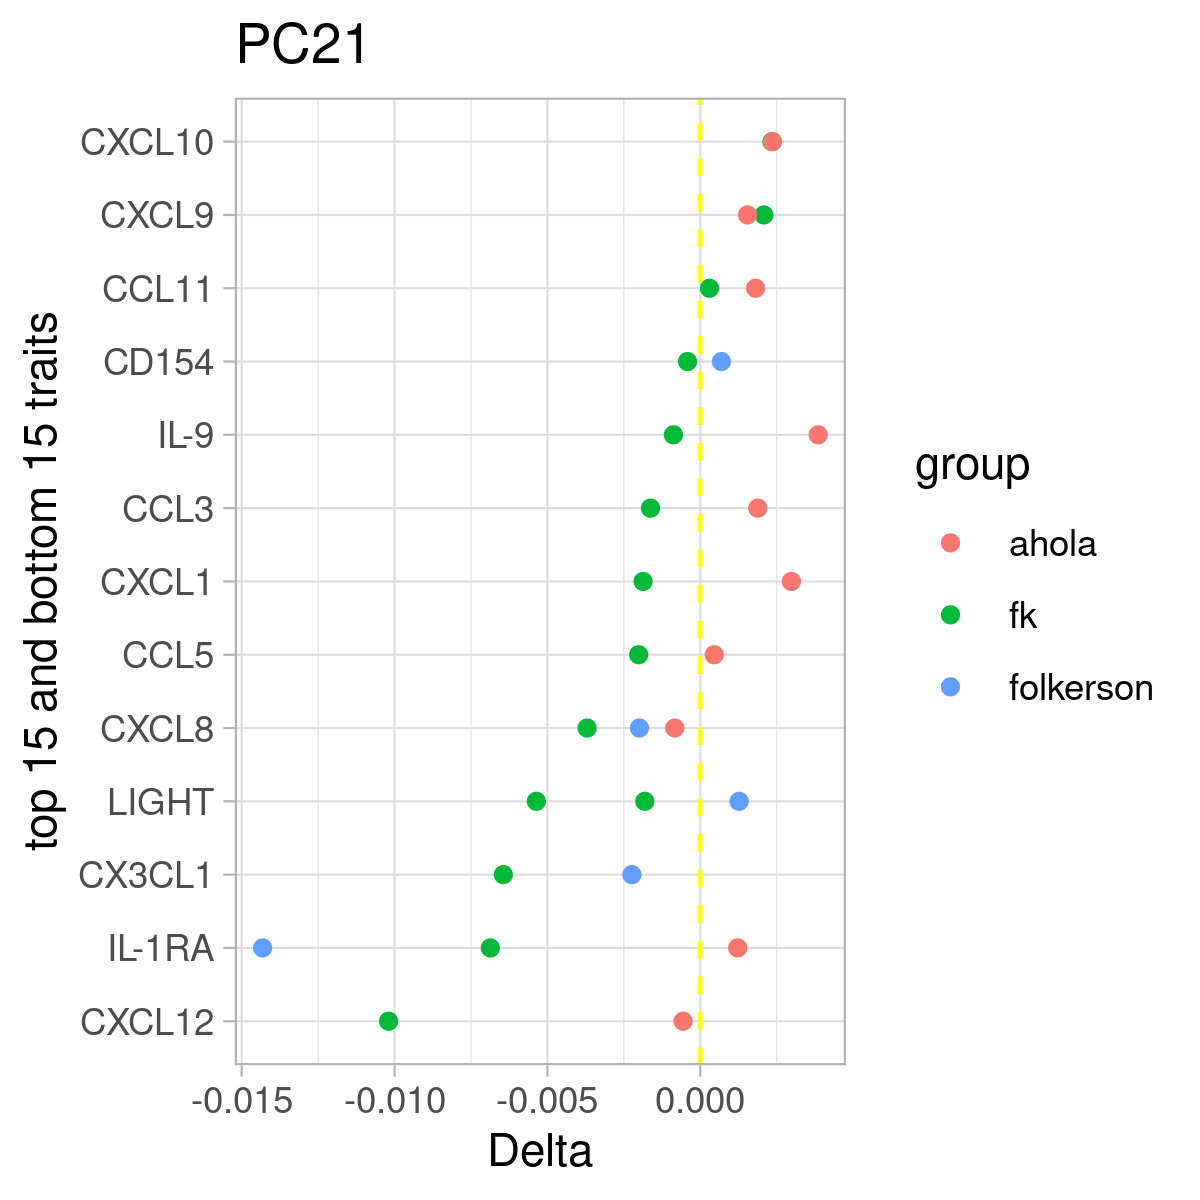 PC21
CXCL10
CXCL9
CCL11
CD154
IL-9
CCL3
CXCL1
CCL5
CXCL8
LIGHT
CX3CL1
IL-1RA
CXCL12
top 15 and bottom 15 traits
-0.015 -0.010 -0.005 0.000
Delta
group
ahola
fk
folkerson